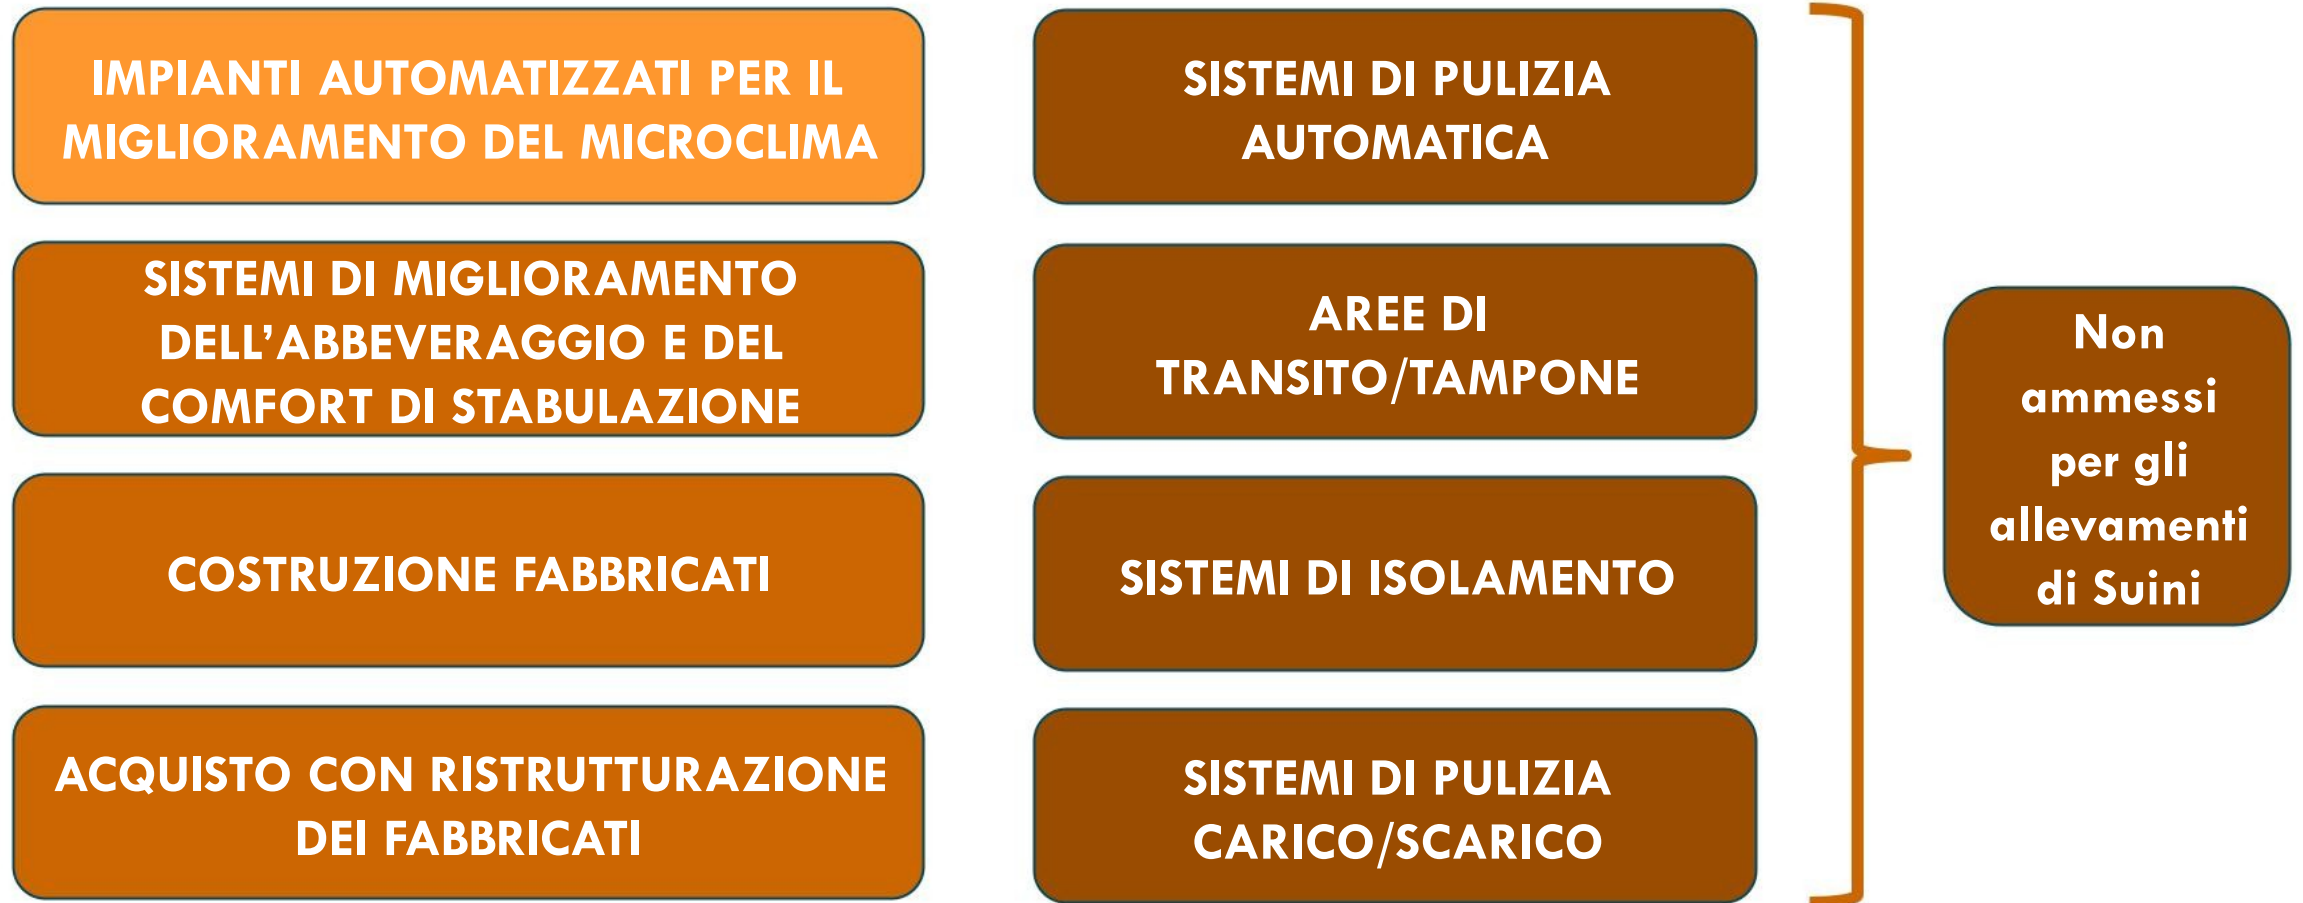 IMPIANTI AUTOMATIZZATI PER IL
MIGLIORAMENTO DEL MICROCLIMA
SISTEMI DI MIGLIORAMENTO
DELL’ABBEVERAGGIO E DEL
COMFORT DI STABULAZIONE
COSTRUZIONE FABBRICATI
ACQUISTO CON RISTRUTTURAZIONE
DEI FABBRICATI
SISTEMI DI PULIZIA
AUTOMATICA
AREE DI
TRANSITO/TAMPONE
SISTEMI DI ISOLAMENTO
SISTEMI DI PULIZIA
CARICO/SCARICO
Non
ammessi
per gli
allevamenti
di Suini